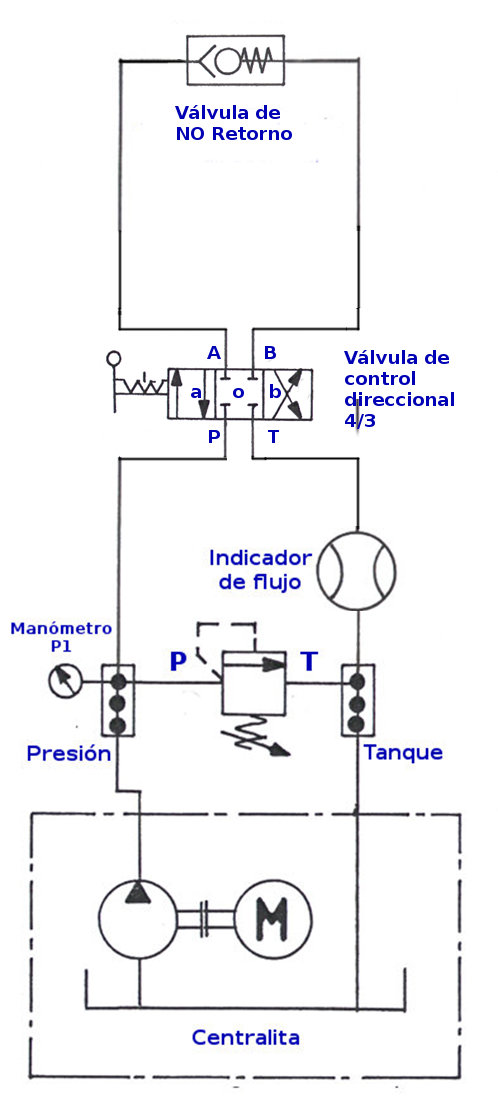 Válvula de
NO Retorno
A
B
Válvula de
control
direccional
4/3
a
o
b
P
T
Indicador
de flujo
Manómetro
P1
P
T
Presión
Tanque
M
Centralita